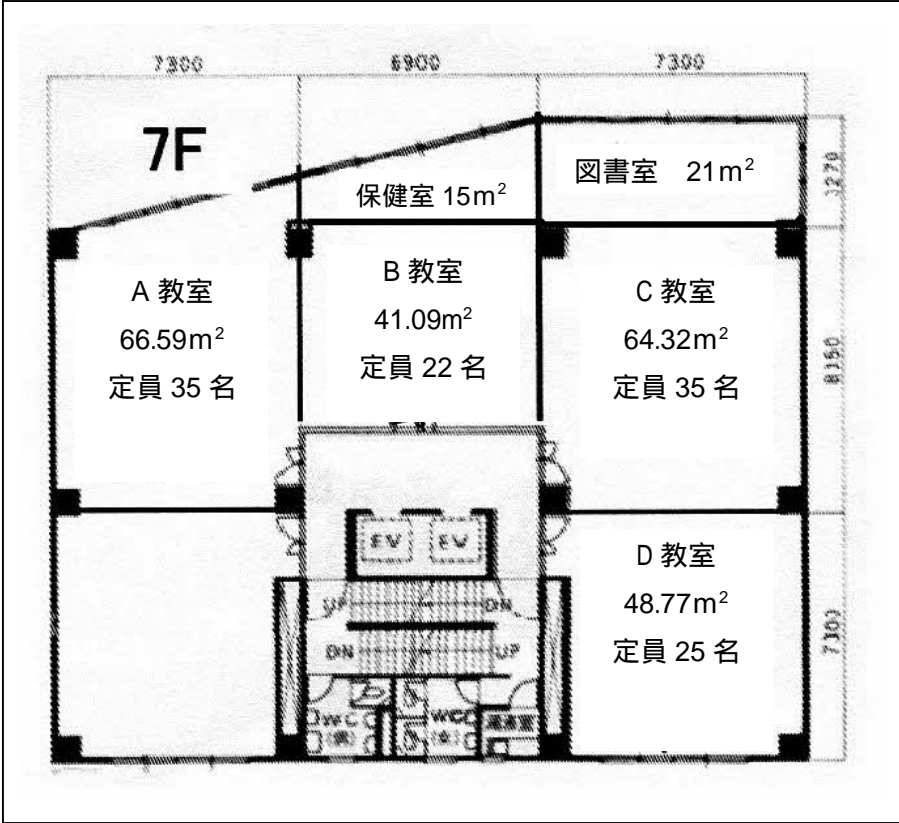 7300 6900 7300
7F
保健室 15m²
図書室 21m²
3270
A 教室
66.59m²
定員 35 名
B 教室
41.09m²
定員 22 名
C 教室
64.32m²
定員 35 名
8150
EV EV
UP DN
DN UP
D 教室
48.77m²
定員 25 名
7300
WC
WC